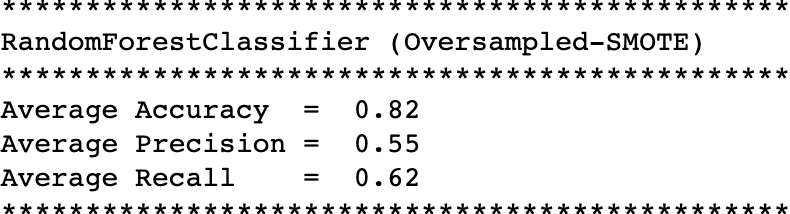 ***********************************************
RandomForestClassifier (Oversampled-SMOTE)
***********************************************
Average Accuracy  =  0.82
Average Precision =  0.55
Average Recall    =  0.62
***********************************************